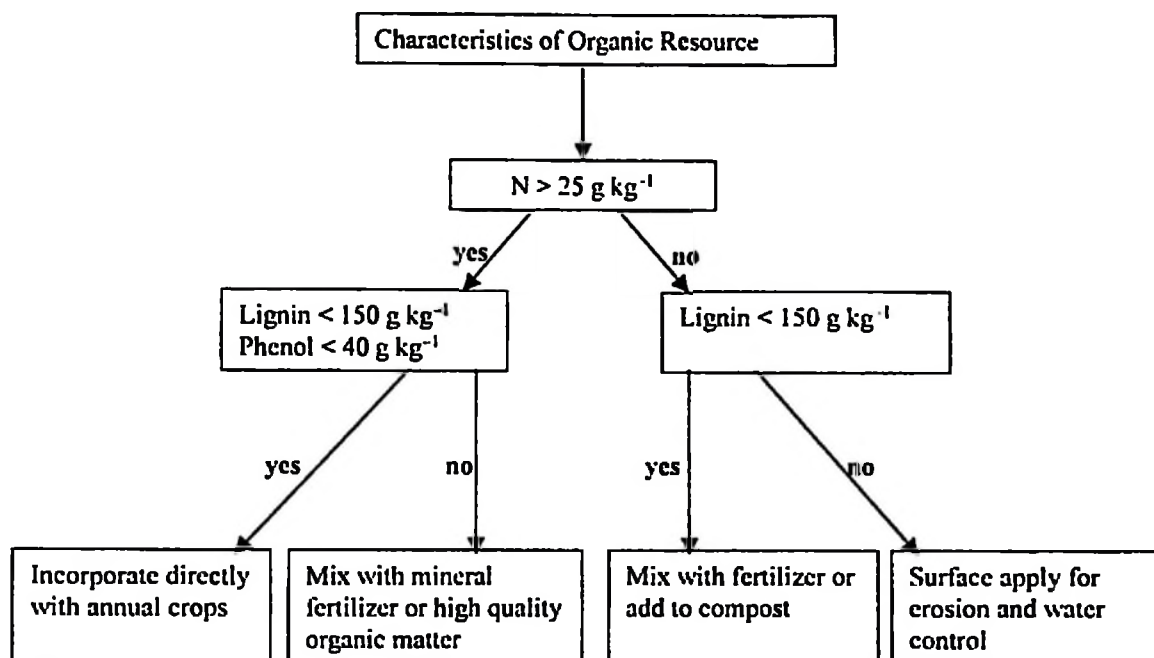 Characteristics of Organic Resource
N > 25 g kg⁻¹
yes
no
Lignin < 150 g kg⁻¹
Phenol < 40 g kg⁻¹
Lignin < 150 g kg⁻¹
yes
no
yes
no
Incorporate directly
with annual crops
Mix with mineral
fertilizer or high quality
organic matter
Mix with fertilizer or
add to compost
Surface apply for
erosion and water
control